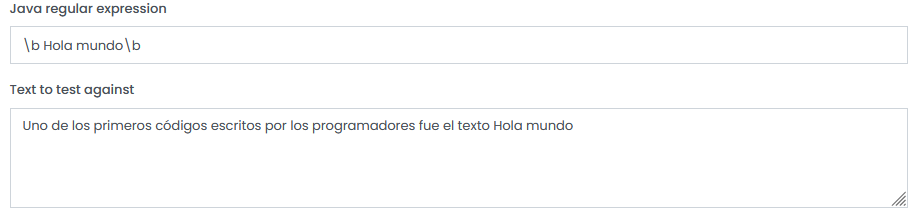 Java regular expression
\b Hola mundo\b
Text to test against
Uno de los primeros códigos escritos por los programadores fue el texto Hola mundo